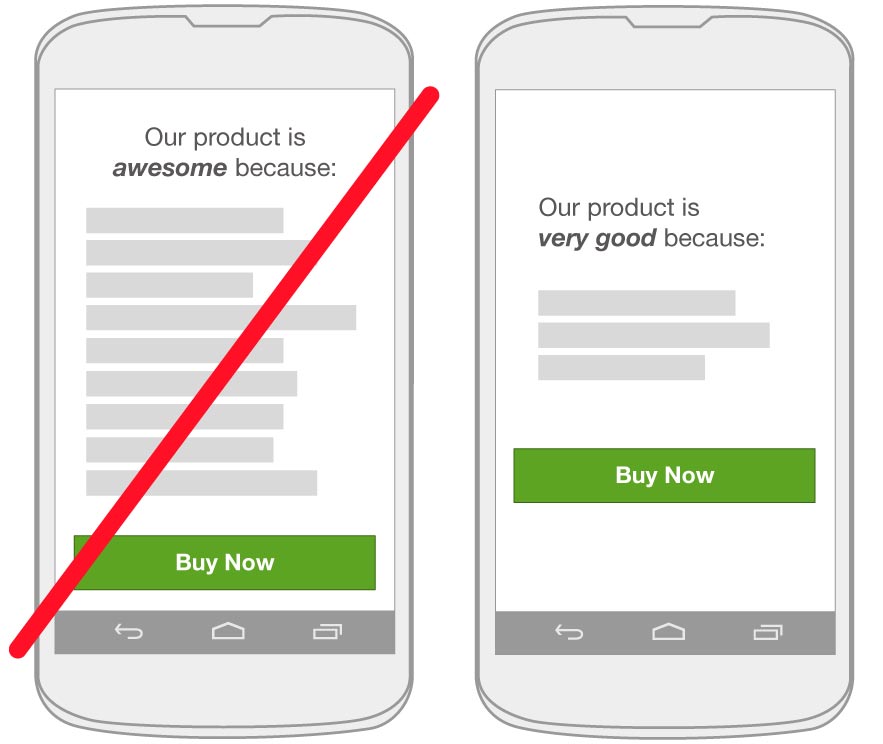 Our product is
awesome because:
Buy Now
Our product is
very good because:
Buy Now